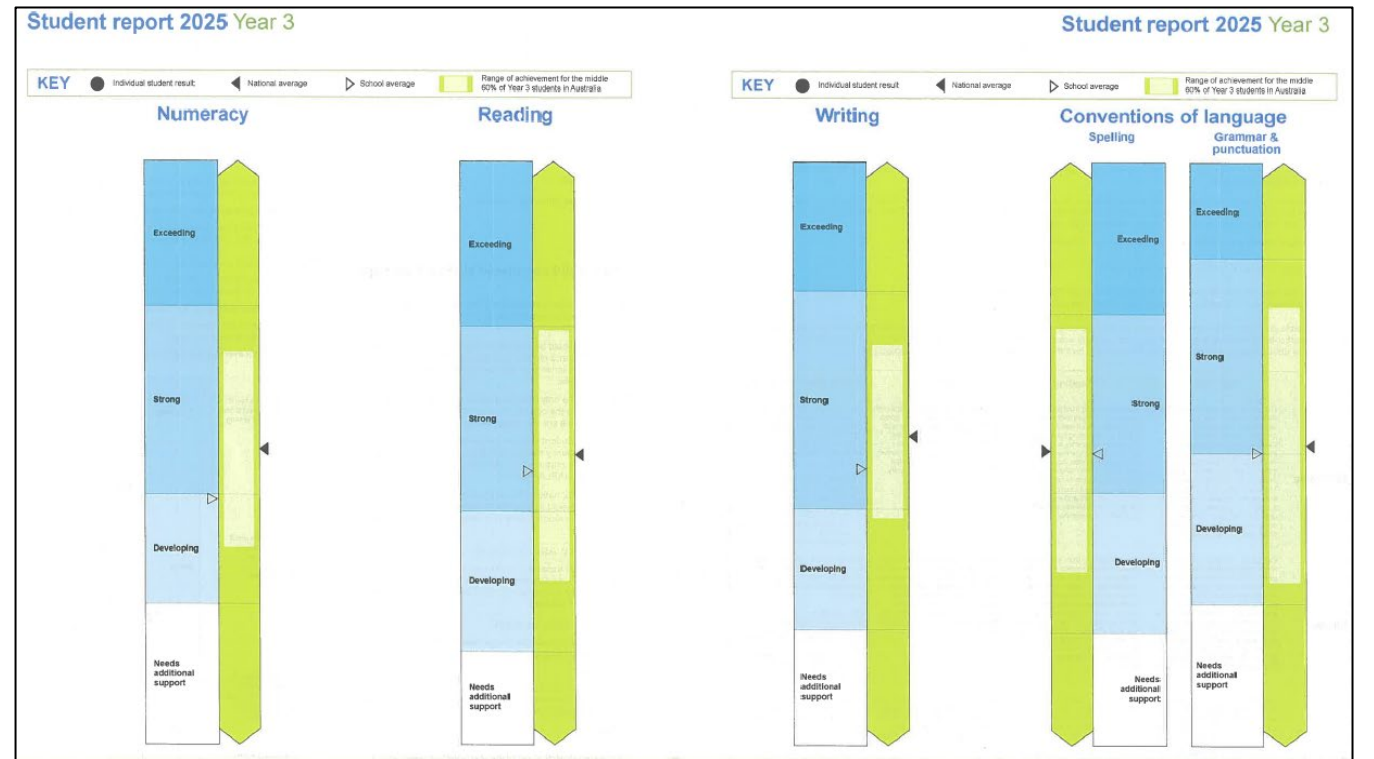 Student report 2025 Year 3
KEY Individual student result National average School average Range of achievement for the middle
60% of Year 3 students in Australia
Numeracy
Exceeding
Strong
Developing
Needs
additional
support
Reading
Exceeding
Strong
Developing
Needs
additional
support
Student report 2025 Year 3
KEY Individual student result National average School average Range of achievement for the middle
60% of Year 3 students in Australia
Writing
Exceeding
Strong
Developing
Needs
additional
support
Conventions of language
Spelling
Exceeding
Strong
Developing
Needs
additional
support
Grammar &
punctuation
Exceeding
Strong
Developing
Needs
additional
support